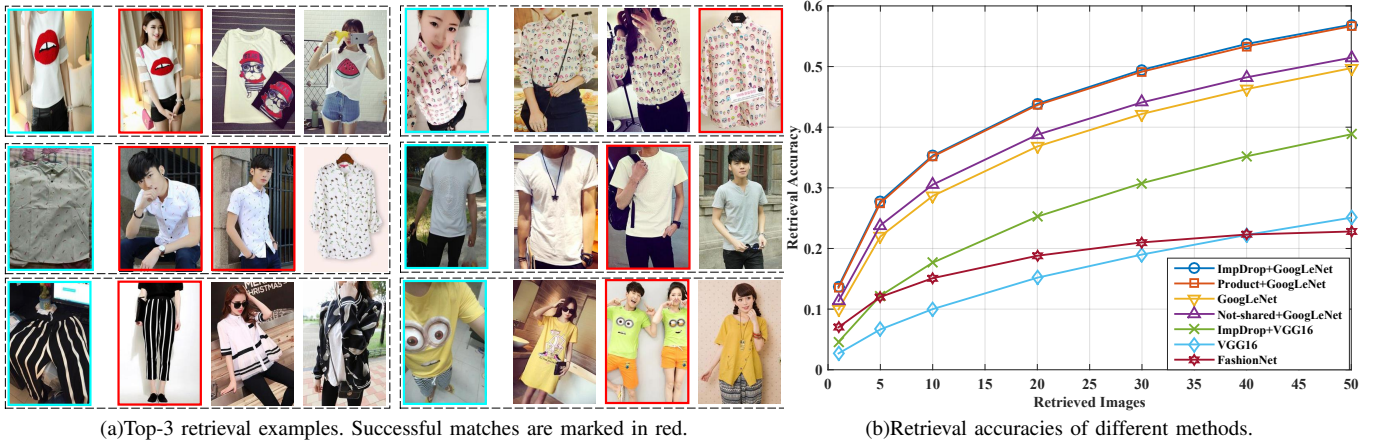 MERRY
CHRISTMAS
(a)Top-3 retrieval examples. Successful matches are marked in red.
0.6
0.5
0.4
0.3
0.2
0.1
0
Retrieval Accuracy
0 5 10 15 20 25 30 35 40 45 50
Retrieved Images
ImpDrop+GoogLeNet
Product+GoogLeNet
GoogLeNet
Not-shared+GoogLeNet
ImpDrop+VGG16
VGG16
FashionNet
(b)Retrieval accuracies of different methods.